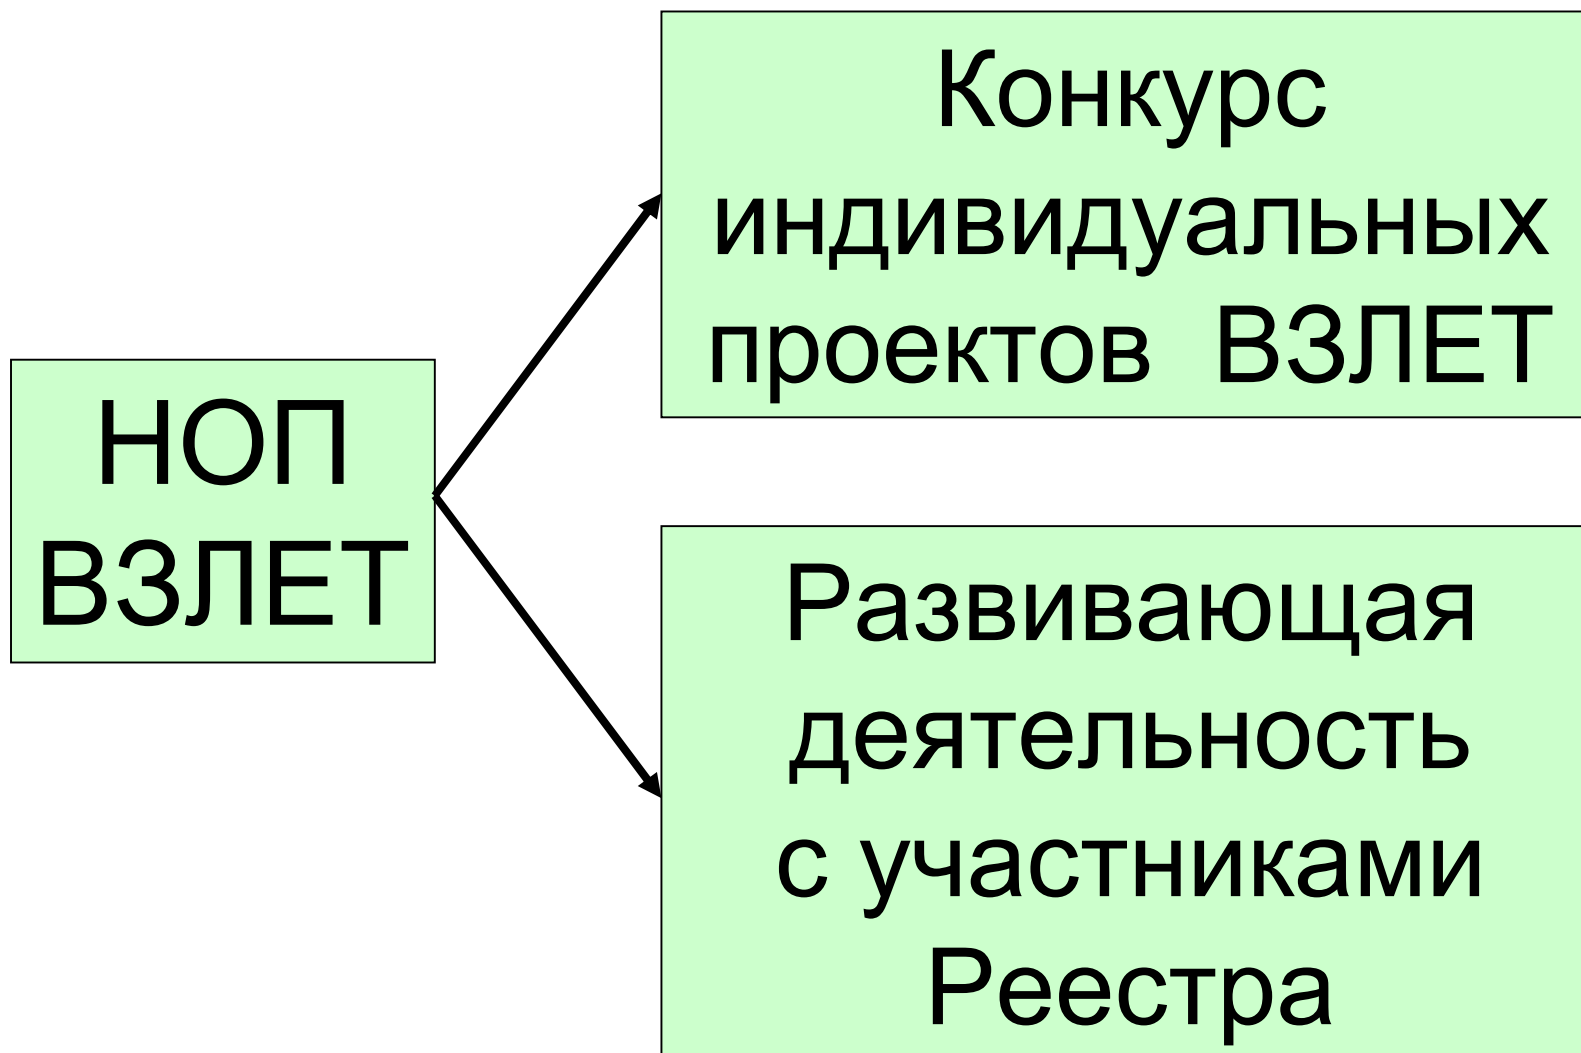 НОП
ВЗЛЕТ
Конкурс
индивидуальных
проектов ВЗЛЕТ
Развивающая
деятельность
с участниками
Реестра